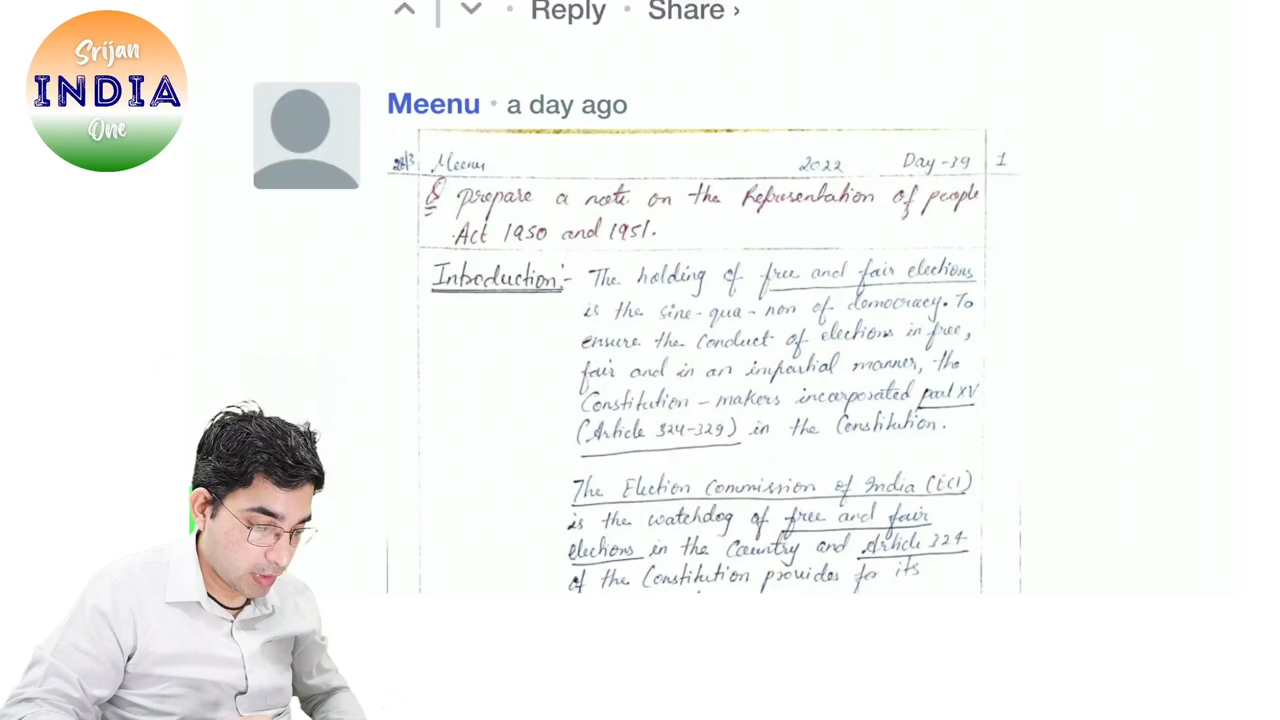 Reply • Share ›
Srijan
INDIA
One
Meenu • a day ago
Meenu 2022 Day-39 1
Q prepare a note on the Representation of people
Act 1950 and 1951.
Introduction:- The holding of free and fair elections
is the sine-qua-non of democracy. To
ensure the conduct of elections in free,
fair and in an impartial manner, the
Constitution-makers incorporated part XV
(Article 324-329) in the Constitution.
The Election Commission of India (ECI)
is the watchdog of free and fair
elections in the Country and Article 324
of the Constitution provides for its